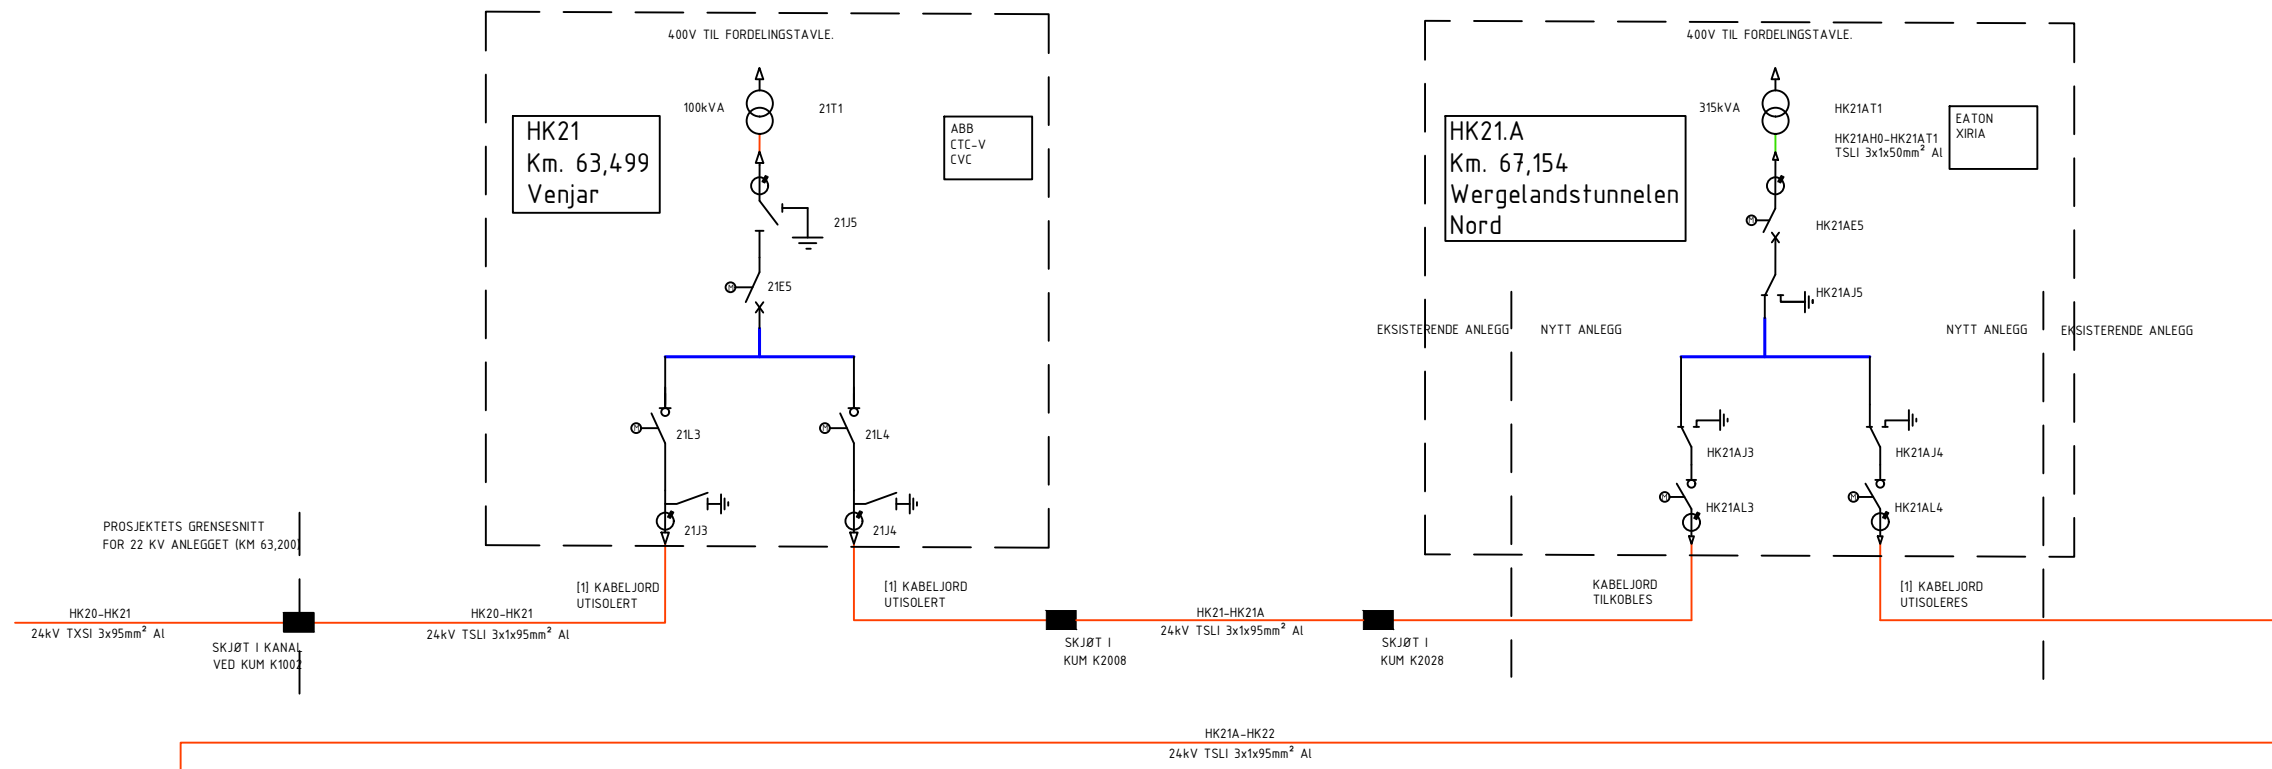 400V TIL FORDELINGSTAVLE.
100kVA
21T1
HK21
Km. 63,499
Venjar
ABB
CTC-V
CVC
21J5
M
21E5
M
21L3
M
21L4
21J3
21J4
PROSJEKTETS GRENSESNITT
FOR 22 KV ANLEGGET (KM 63,200)
[1] KABELJORD
UTISOLERT
[1] KABELJORD
UTISOLERT
HK20-HK21
24kV TXSI 3x95mm² Al
HK20-HK21
24kV TSLI 3x1x95mm² Al
SKJØT I KANAL
VED KUM K1002
SKJØT I
KUM K2008
HK21-HK21A
24kV TSLI 3x1x95mm² Al
SKJØT I
KUM K2028
400V TIL FORDELINGSTAVLE.
315kVA
HK21AT1
HK21AH0-HK21AT1
TSLI 3x1x50mm² Al
EATON
XIRIA
HK21.A
Km. 67,154
Wergelandstunnelen
Nord
M
HK21AE5
HK21AJ5
EKSISTERENDE ANLEGG
NYTT ANLEGG
NYTT ANLEGG
EKSISTERENDE ANLEGG
HK21AJ3
HK21AJ4
M
HK21AL3
M
HK21AL4
KABELJORD
TILKOBLES
[1] KABELJORD
UTISOLERES
HK21A-HK22
24kV TSLI 3x1x95mm² Al